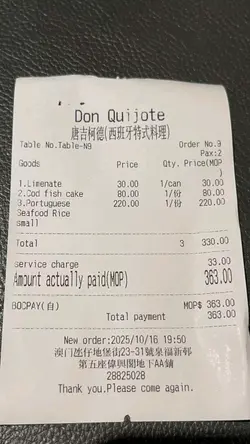 Don Quijote
唐吉柯德(西班牙特式料理)
Table No.Table-N9 Order No.9
Pax:2
Goods Price Qty. Price(MOP
)
1.Limenate 30.00 1/can 30.00
2.Cod fish cake 80.00 1/份 80.00
3.Portuguese 220.00 1/份 220.00
Seafood Rice
small
Total 3 330.00
service charge 33.00
Amount actually paid(MOP) 363.00
BOCPAY(自) MOP$ 363.00
Total payment 363.00
New order:2025/10/16 19:50
澳门氹仔地堡街23-31號泉福新邨
第五座偉興閣地下AA鋪
28825028
Thank you.Please come again.